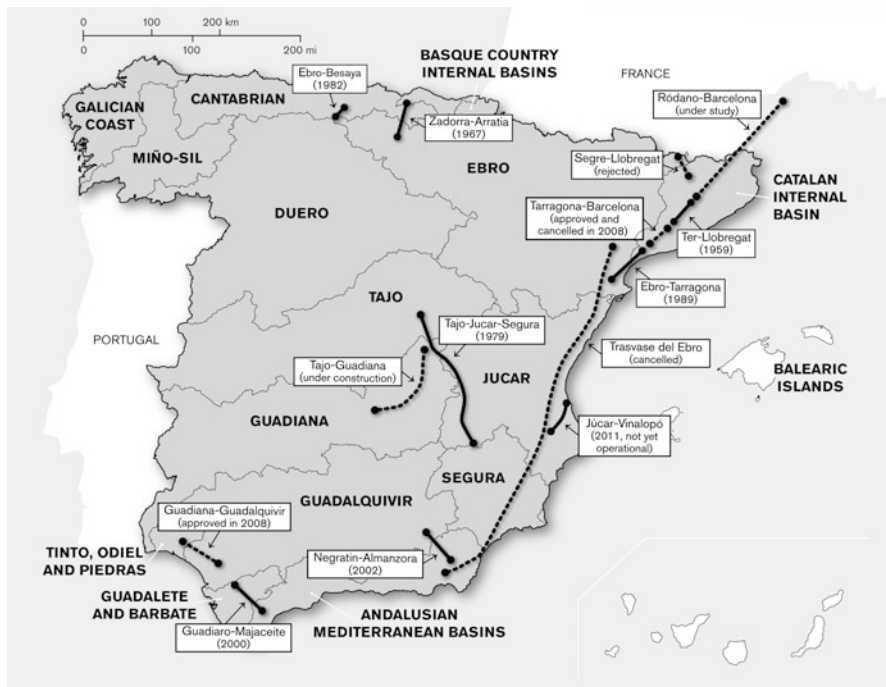 0 100 200 km
0 100 200 mi
BASQUE COUNTRY
INTERNAL BASINS
FRANCE
Ebro-Besaya
(1982)
Ródano-Barcelona
(under study)
GALICIAN
COAST
CANTABRIAN
Zadorra-Arratia
(1967)
MIÑO-SIL
EBRO
Segre-Llobregat
(rejected)
CATALAN
INTERNAL
BASIN
DUERO
Tarragona-Barcelona
(approved and
cancelled in 2008)
Ter-Llobregat
(1959)
Ebro-Tarragona
(1989)
TAJO
PORTUGAL
Tajo-Jucar-Segura
(1979)
Trasvase del Ebro
(cancelled)
Tajo-Guadiana
(under construction)
JUCAR
BALEARIC
ISLANDS
GUADIANA
Júcar-Vinalopó
(2011, not yet
operational)
SEGURA
GUADALQUIVIR
Guadiana-Guadalquivir
(approved in 2008)
TINTO, ODIEL
AND PIEDRAS
Negratin-Almanzora
(2002)
GUADALETE
AND BARBATE
ANDALUSIAN
MEDITERRANEAN BASINS
Guadiaro-Majaceite
(2000)